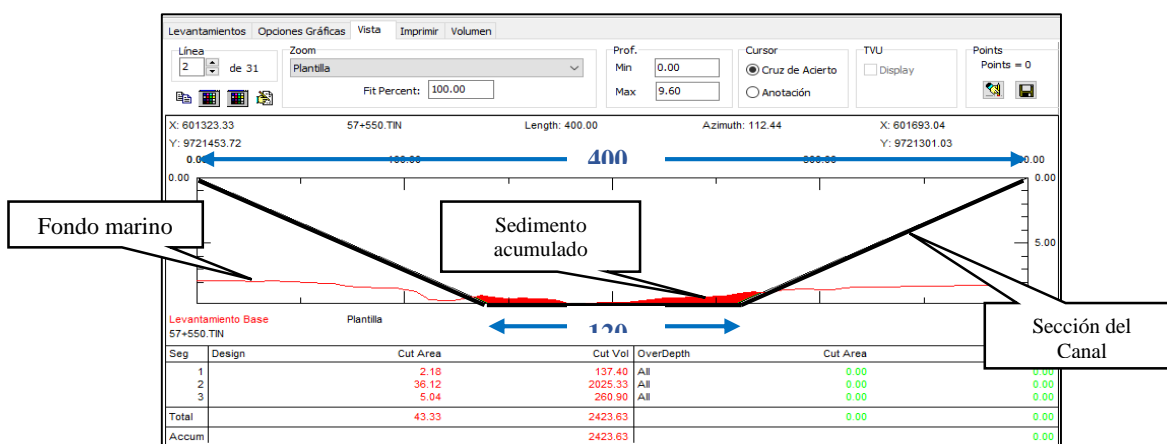 Levantamientos Opciones Gráficas Vista Imprimir Volumen
Línea Zoom Prof. Cursor TVU Points
2 de 31 Plantilla Min 0.00 Cruz de Acierto Display Points = 0
Fit Percent: 100.00 Max 9.60 Anotación
X: 601323.33 57+550.TIN Length: 400.00 Azimuth: 112.44 X: 601693.04
Y: 9721453.72 Y: 9721301.03
400
0.00 0.00
Fondo marino
Sedimento
acumulado
5.00
Levantamiento Base Plantilla
57+550.TIN
120
Sección del
Canal
Seg Design Cut Area Cut Vol OverDepth Cut Area
1 2.18 137.40 All 0.00 0.00
2 36.12 2025.33 All 0.00 0.00
3 5.04 260.90 All 0.00 0.00
Total 43.33 2423.63 0.00 0.00
Accum 2423.63 0.00